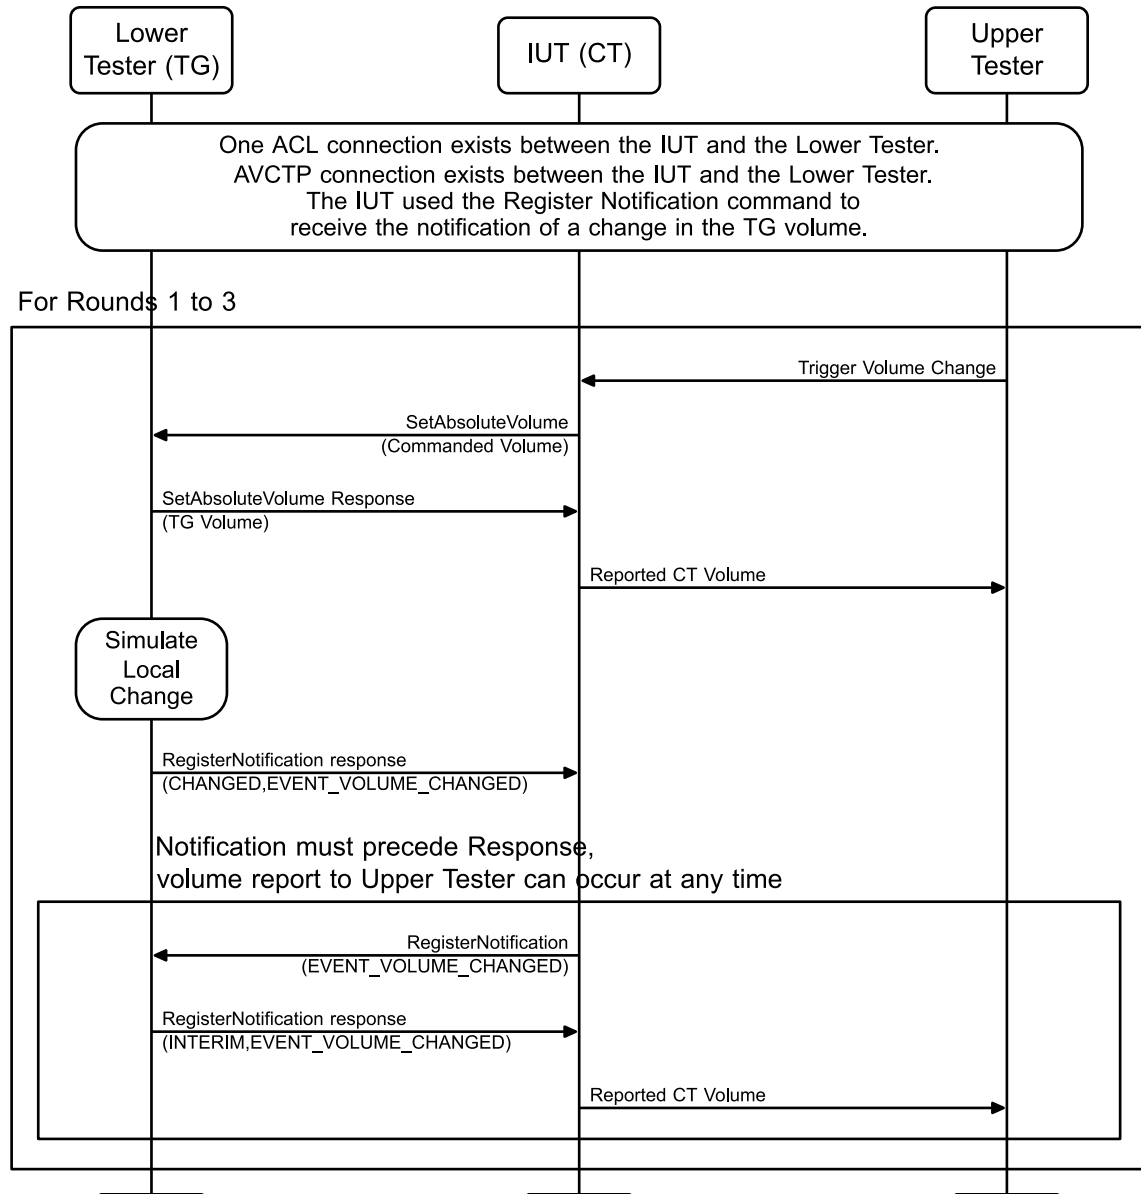 Lower
Tester (TG)
IUT (CT)
Upper
Tester
One ACL connection exists between the IUT and the Lower Tester.
AVCTP connection exists between the IUT and the Lower Tester.
The IUT used the Register Notification command to
receive the notification of a change in the TG volume.
For Rounds 1 to 3
Trigger Volume Change
SetAbsoluteVolume
(Commanded Volume)
SetAbsoluteVolume Response
(TG Volume)
Reported CT Volume
Simulate
Local
Change
RegisterNotification response
(CHANGED,EVENT_VOLUME_CHANGED)
Notification must precede Response,
volume report to Upper Tester can occur at any time
RegisterNotification
(EVENT_VOLUME_CHANGED)
RegisterNotification response
(INTERIM,EVENT_VOLUME_CHANGED)
Reported CT Volume